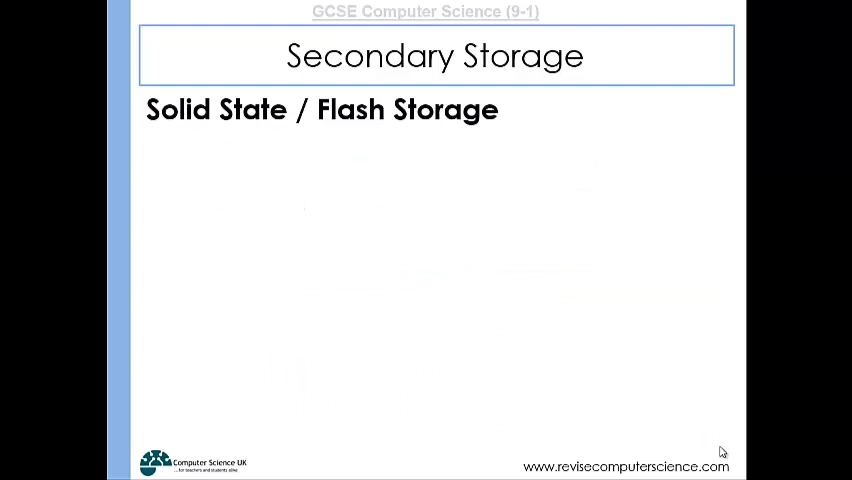 GCSE Computer Science (9-1)
Secondary Storage
Solid State / Flash Storage
Computer Science UK
...for teachers and students alike
www.revisecomputerscience.com